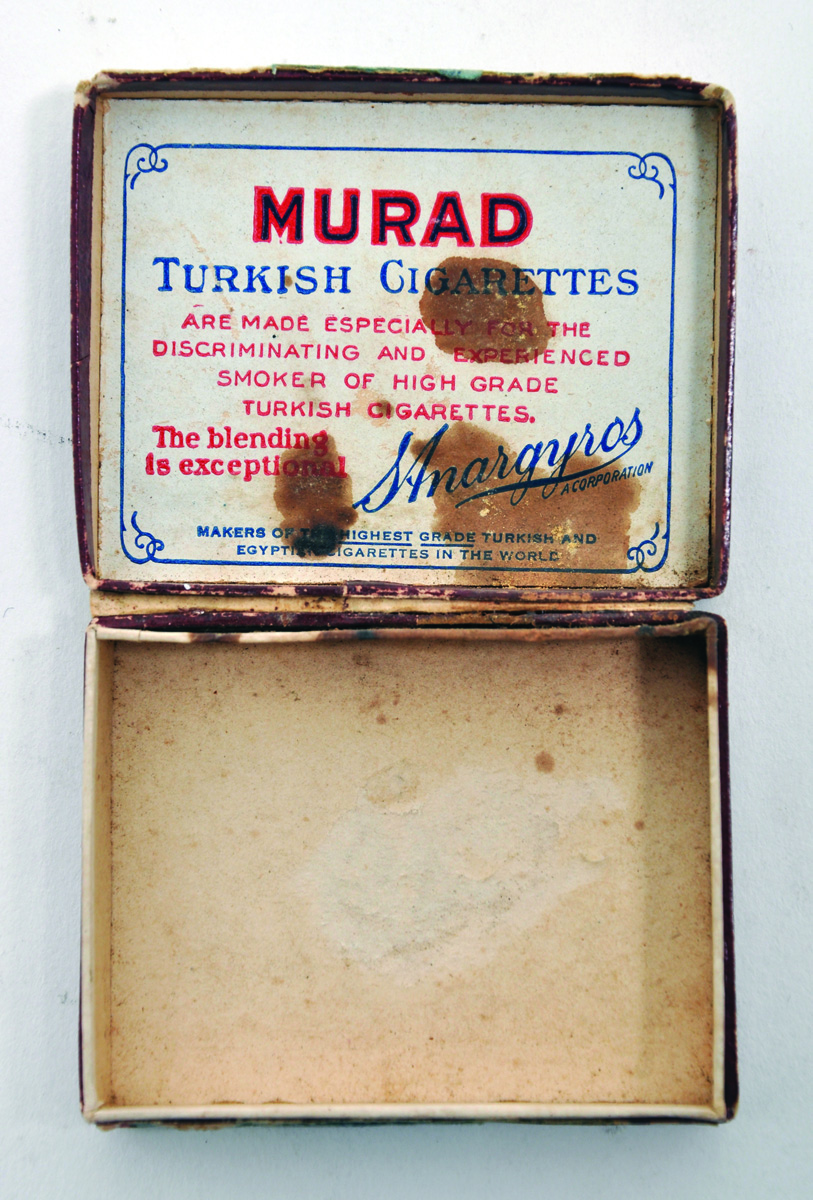 MURAD
TURKISH CIGARETTES
ARE MADE ESPECIALLY FOR THE
DISCRIMINATING AND EXPERIENCED
SMOKER OF HIGH GRADE
TURKISH CIGARETTES.
The blending
is exceptional
S. Anargyros
A CORPORATION
MAKERS OF THE HIGHEST GRADE TURKISH AND
EGYPTIAN CIGARETTES IN THE WORLD